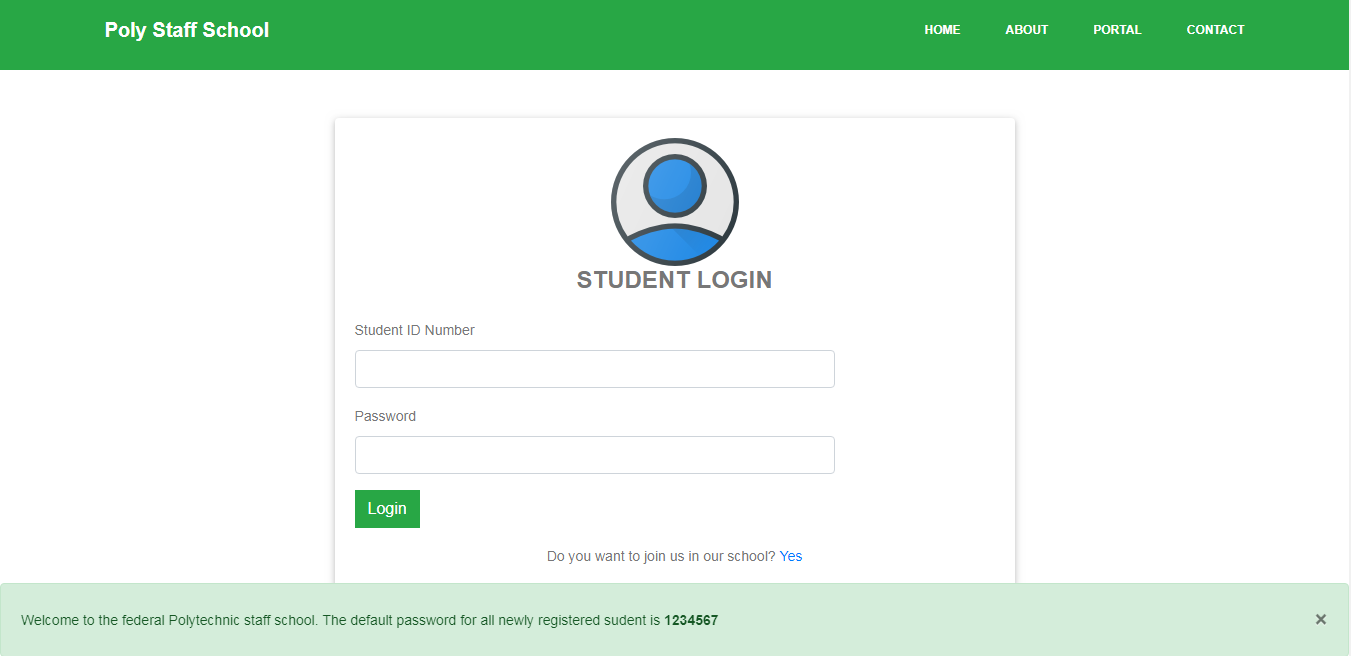 Poly Staff School
HOME ABOUT PORTAL CONTACT
STUDENT LOGIN
Student ID Number
Password
Login
Do you want to join us in our school? Yes
Welcome to the federal Polytechnic staff school. The default password for all newly registered sudent is 1234567 ×